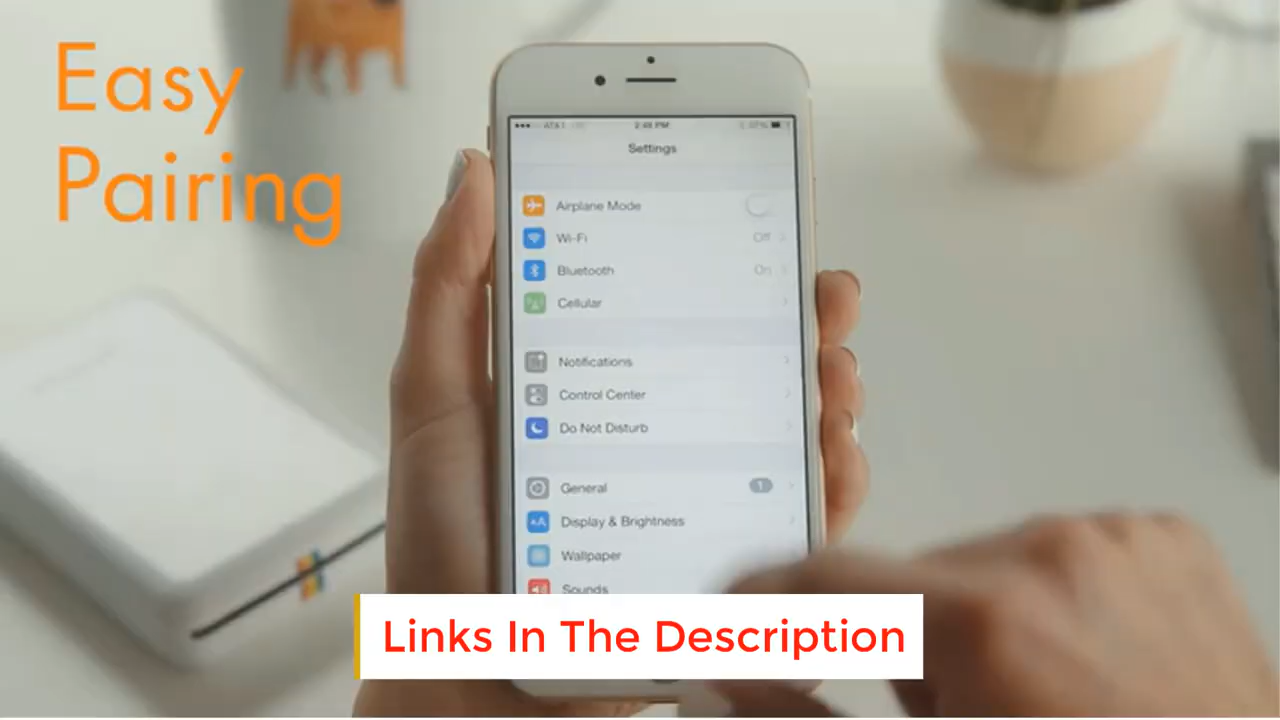 Easy
Pairing
AT&T
2:48 PM
Settings
Airplane Mode
Wi-Fi
Off
Bluetooth
On
Cellular
Notifications
Control Center
Do Not Disturb
General
1
Display & Brightness
AA
Wallpaper
Sounds
Links In The Description